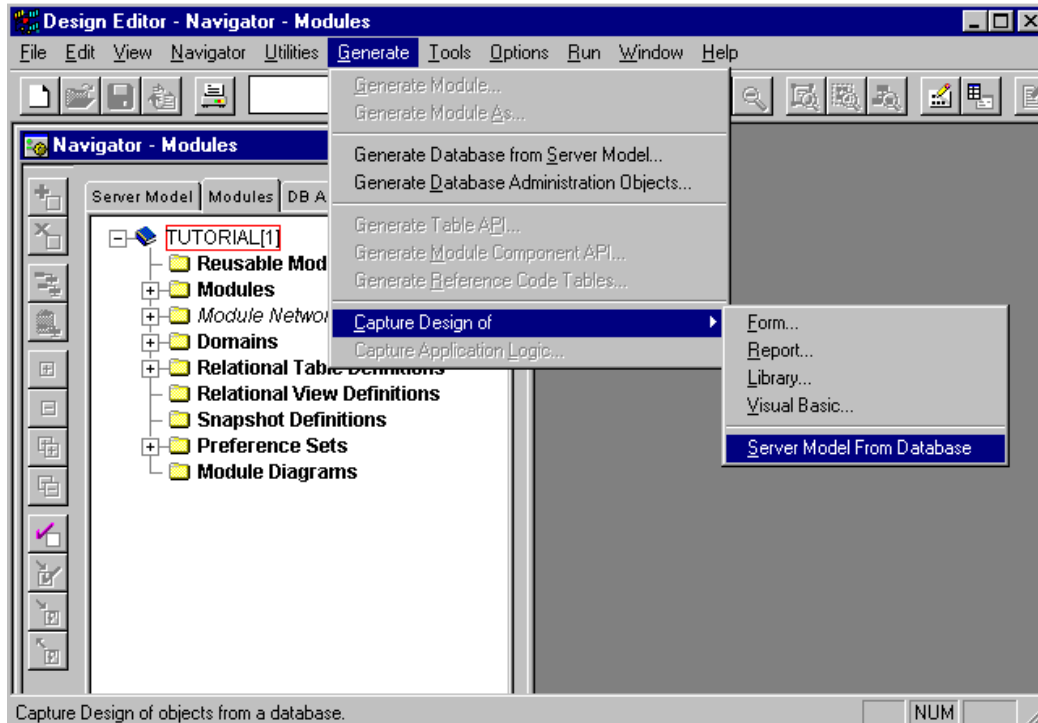 Design Editor - Navigator - Modules
File Edit View Navigator Utilities Generate Tools Options Run Window Help
Generate Module...
Generate Module As...
Generate Database from Server Model...
Generate Database Administration Objects...
Generate Table API...
Generate Module Component API...
Generate Reference Code Tables...
Capture Design of
Capture Application Logic...
Form...
Report...
Library...
Visual Basic...
Server Model From Database
Navigator - Modules
Server Model Modules DB A
TUTORIAL[1]
Reusable Mod
Modules
Module Networ
Domains
Relational Table Definitions
Relational View Definitions
Snapshot Definitions
Preference Sets
Module Diagrams
Capture Design of objects from a database. NUM